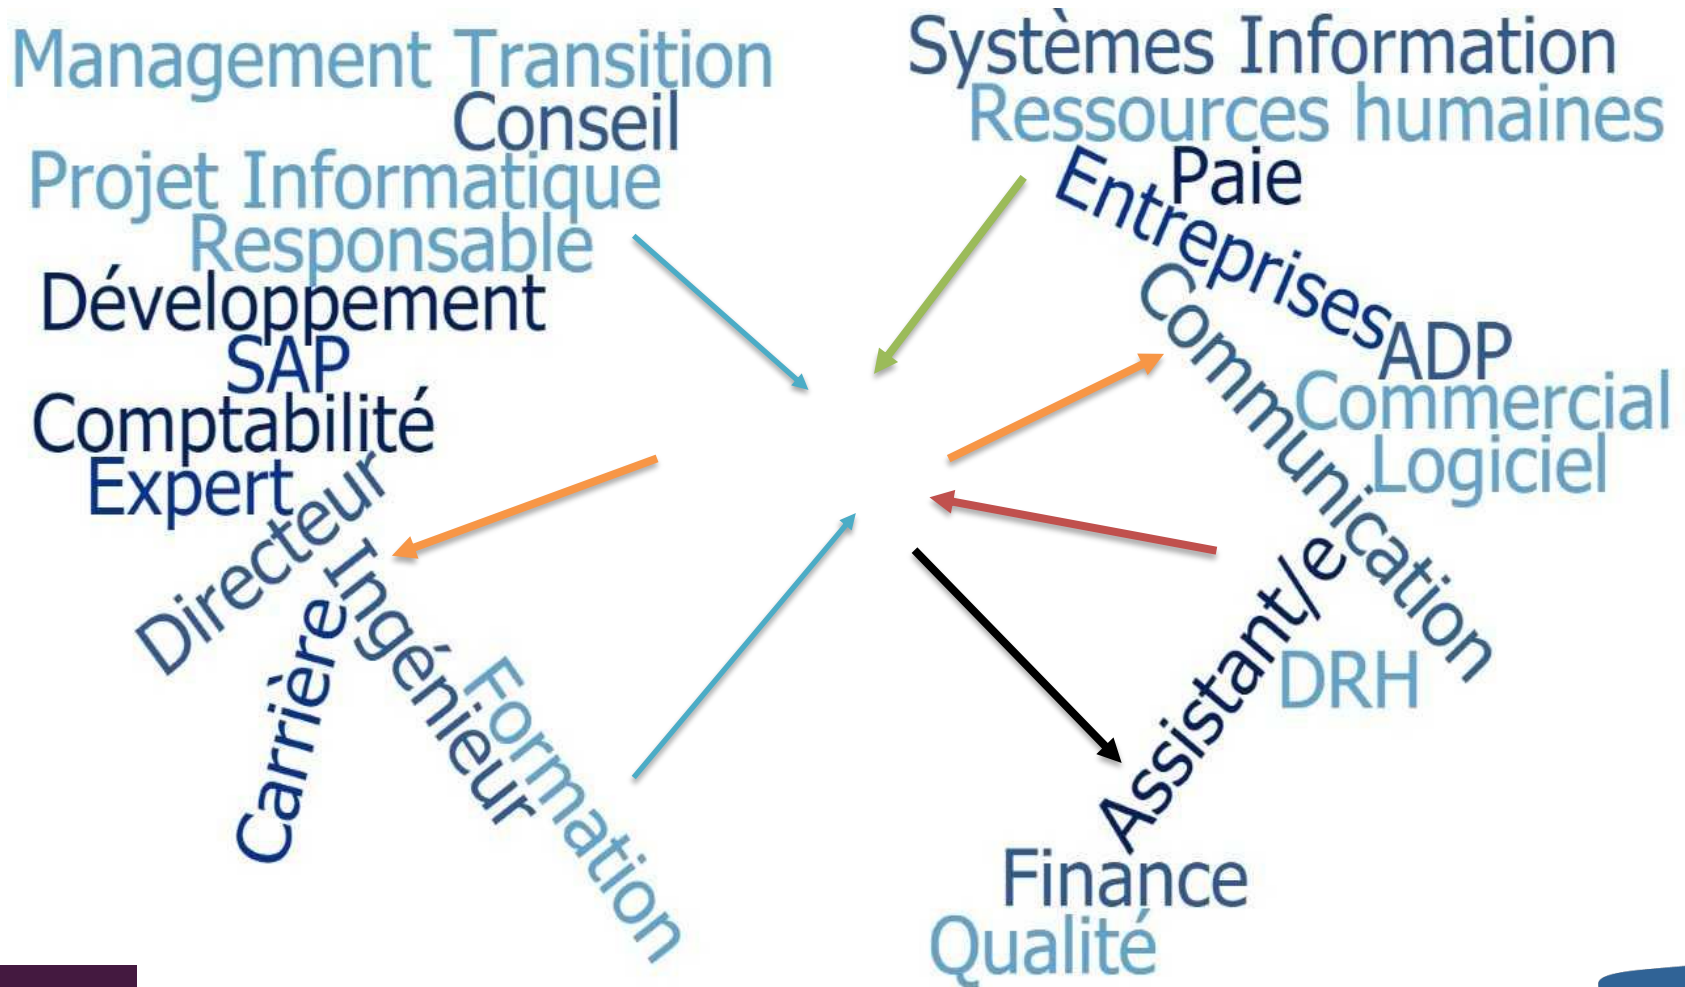 Management Transition
Conseil
Projet Informatique
Responsable
Développement
SAP
Comptabilité
Expert
Directeur
Ingénieur
Carrière
Formation
Systèmes Information
Ressources humaines
Paie
Entreprises
Communication
ADP
Commercial
Logiciel
Assistant/e
DRH
Finance
Qualité